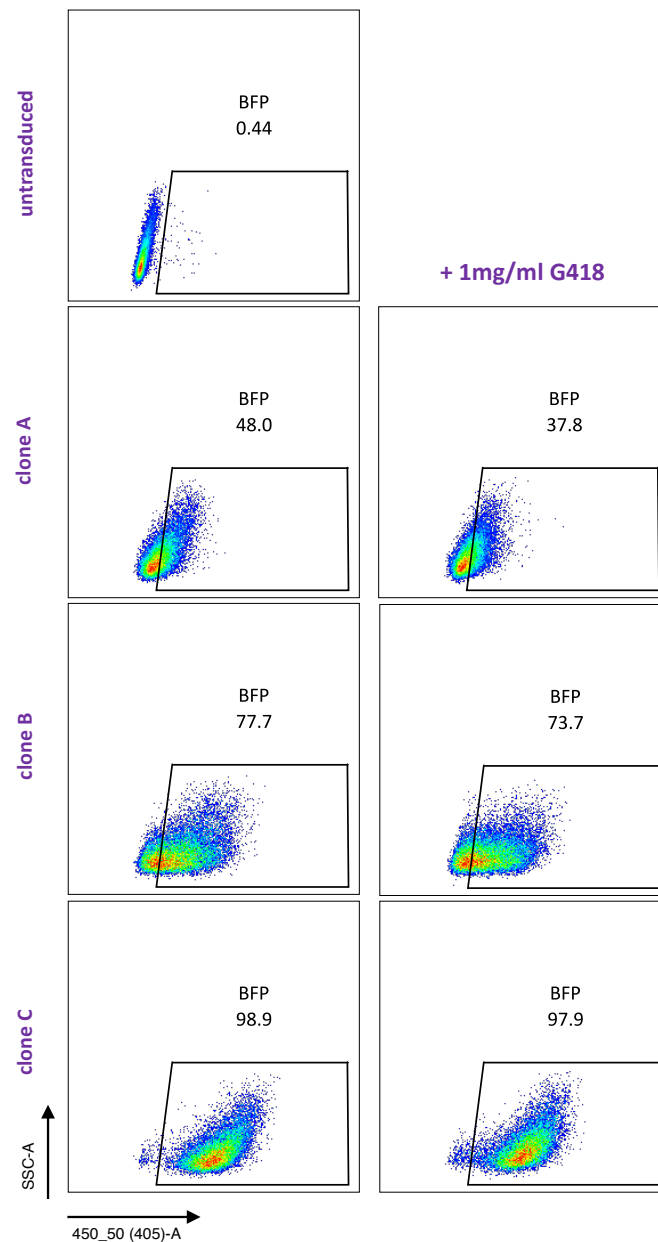 untransduced
BFP
0.44
+ 1mg/ml G418
clone A
BFP
48.0
BFP
37.8
clone B
BFP
77.7
BFP
73.7
clone C
BFP
98.9
BFP
97.9
SSC-A
450_50 (405)-A